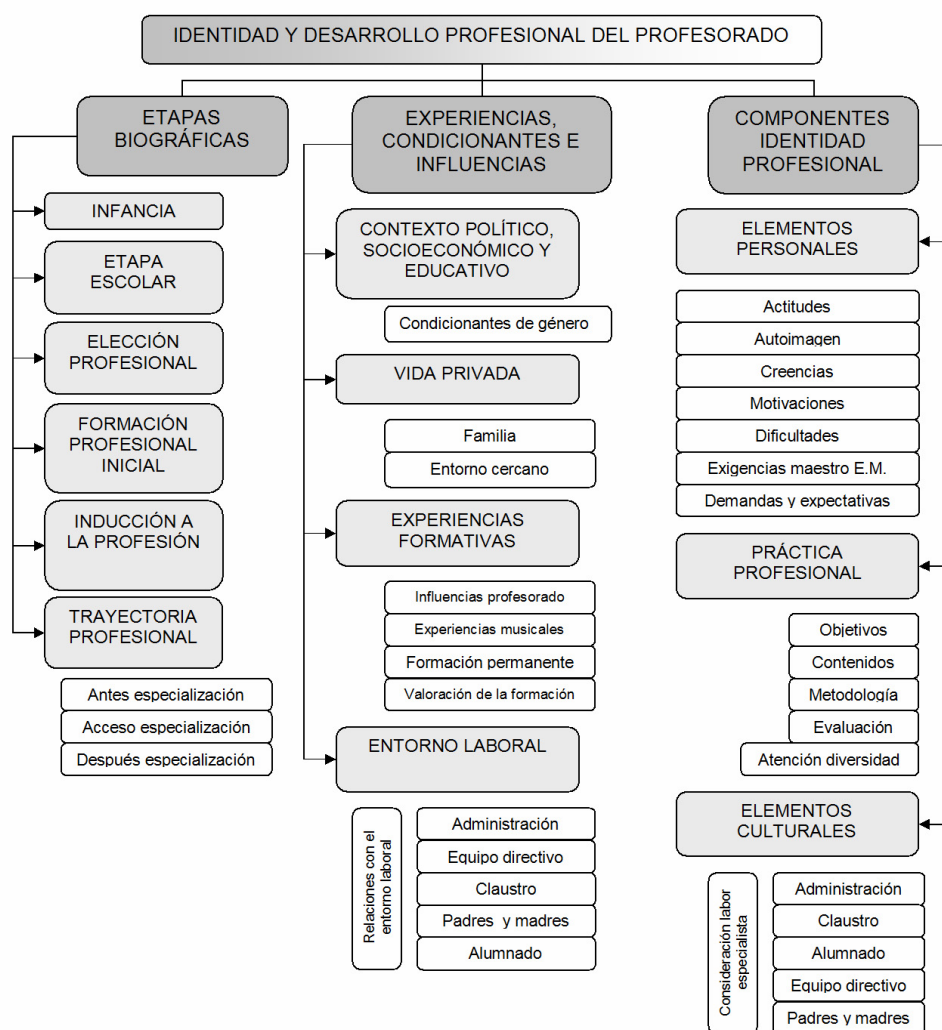 IDENTIDAD Y DESARROLLO PROFESIONAL DEL PROFESORADO
ETAPAS
BIOGRÁFICAS
INFANCIA
ETAPA
ESCOLAR
ELECCIÓN
PROFESIONAL
FORMACIÓN
PROFESIONAL
INICIAL
INDUCCIÓN A
LA PROFESIÓN
TRAYECTORIA
PROFESIONAL
Antes especialización
Acceso especialización
Después especialización
EXPERIENCIAS,
CONDICIONANTES E
INFLUENCIAS
CONTEXTO POLÍTICO,
SOCIOECONÓMICO Y
EDUCATIVO
Condicionantes de género
VIDA PRIVADA
Familia
Entorno cercano
EXPERIENCIAS
FORMATIVAS
Influencias profesorado
Experiencias musicales
Formación permanente
Valoración de la formación
ENTORNO LABORAL
Relaciones con el
entorno laboral
Administración
Equipo directivo
Claustro
Padres y madres
Alumnado
COMPONENTES
IDENTIDAD
PROFESIONAL
ELEMENTOS
PERSONALES
Actitudes
Autoimagen
Creencias
Motivaciones
Dificultades
Exigencias maestro E.M.
Demandas y expectativas
PRÁCTICA
PROFESIONAL
Objetivos
Contenidos
Metodología
Evaluación
Atención diversidad
ELEMENTOS
CULTURALES
Consideración labor
especialista
Administración
Claustro
Alumnado
Equipo directivo
Padres y madres